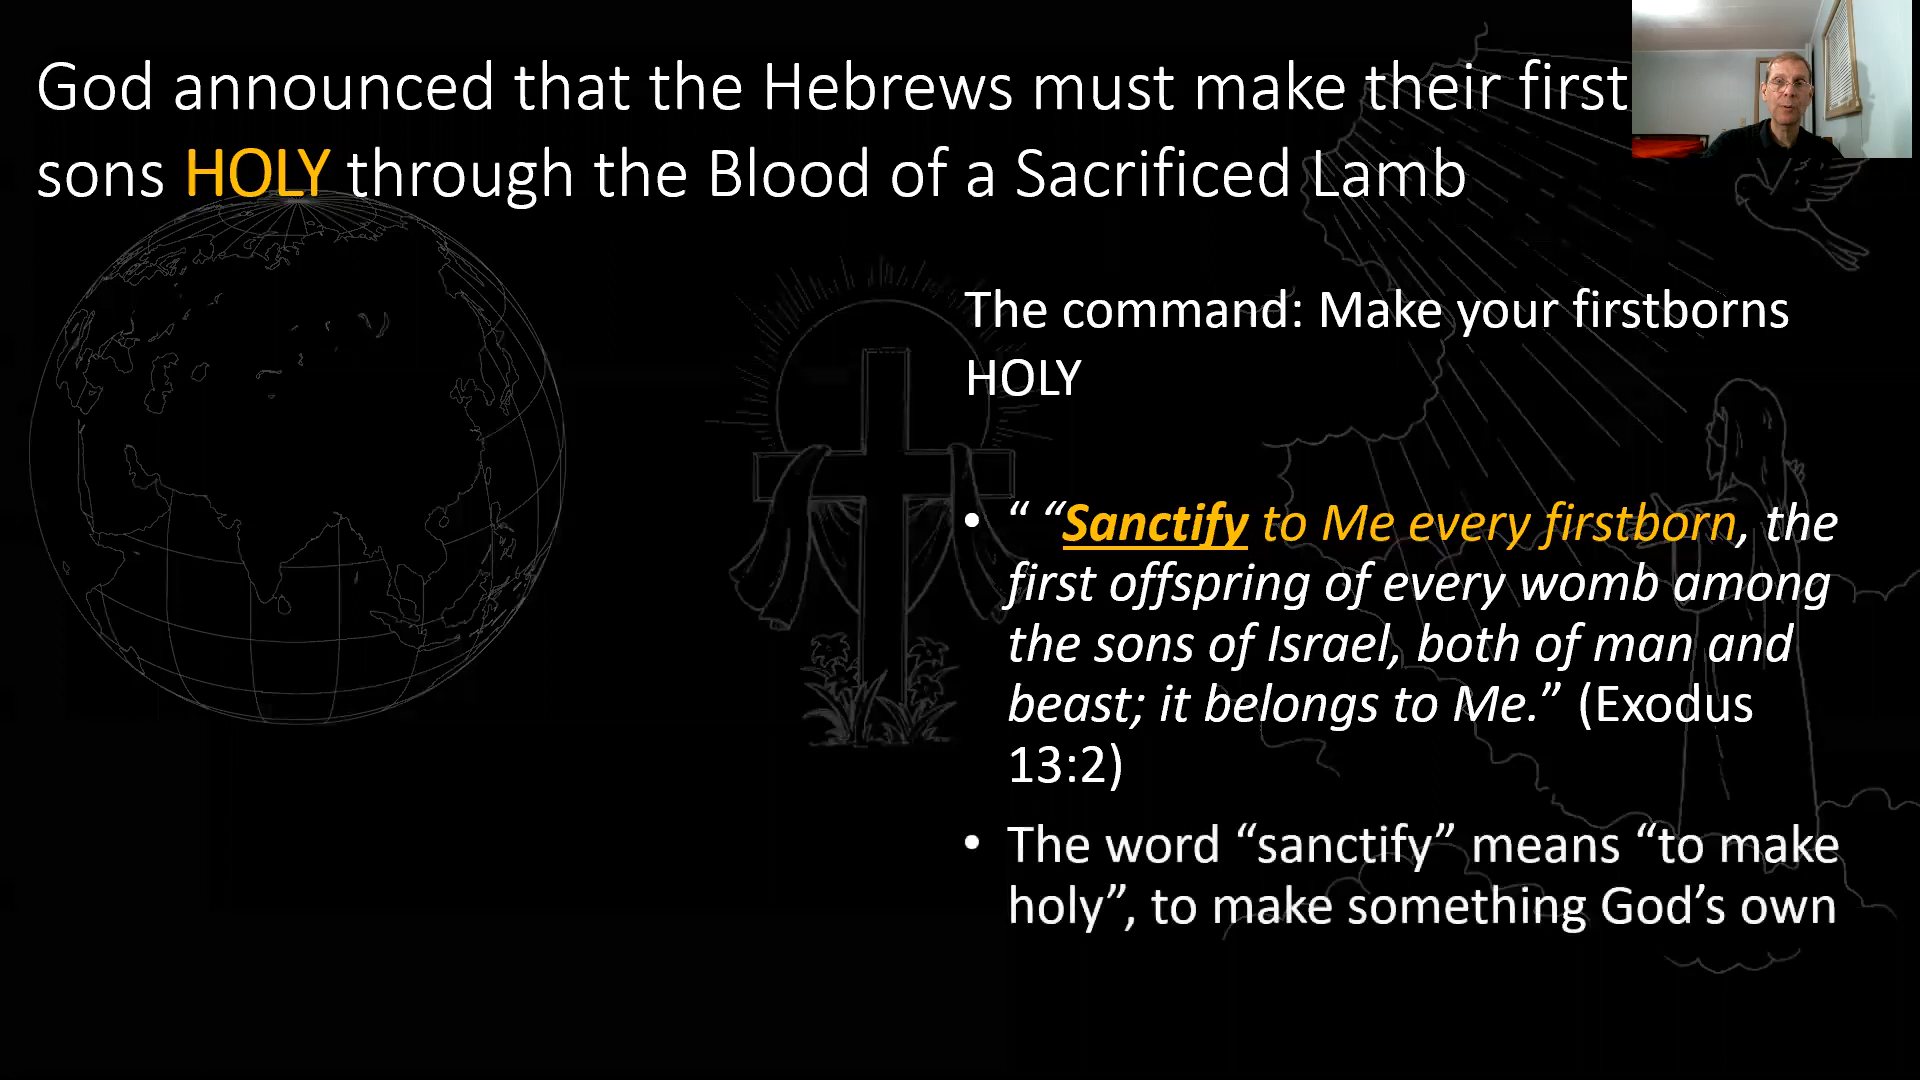 God announced that the Hebrews must make their first
sons HOLY through the Blood of a Sacrificed Lamb
The command: Make your firstborns
HOLY
• “ “Sanctify to Me every firstborn, the
first offspring of every womb among
the sons of Israel, both of man and
beast; it belongs to Me.” (Exodus
13:2)
• The word “sanctify” means “to make
holy”, to make something God’s own